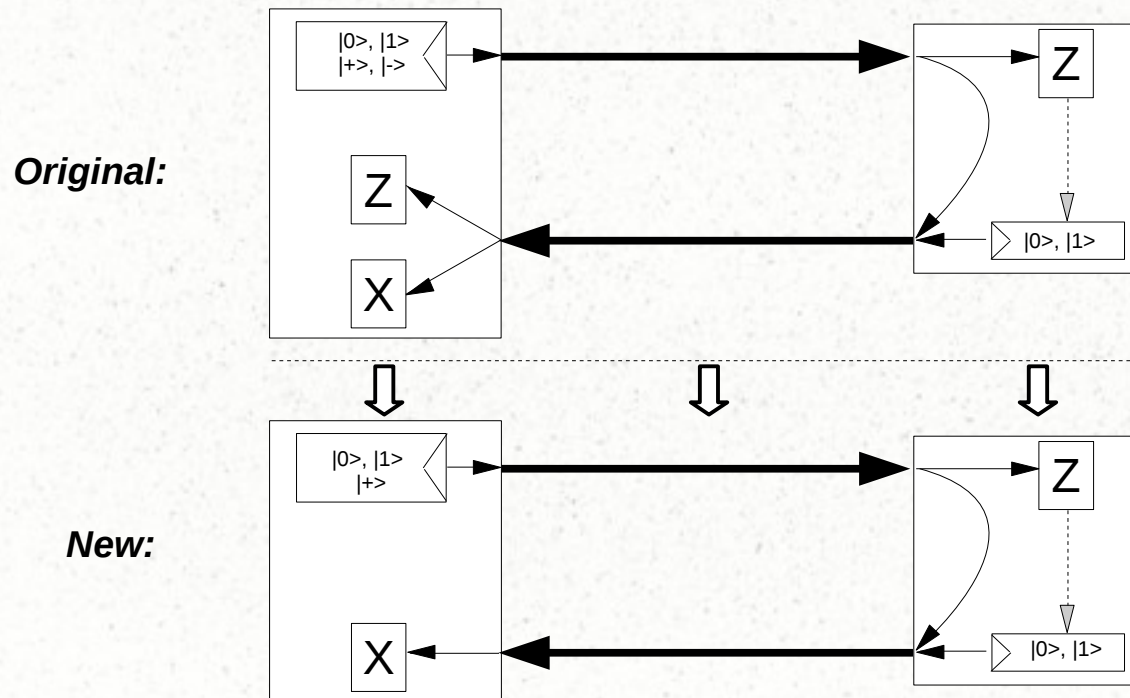 |0>, |1>
|+>, |->
Z
Original:
Z
|0>, |1>
X
|0>, |1>
|+>
Z
New:
X
|0>, |1>